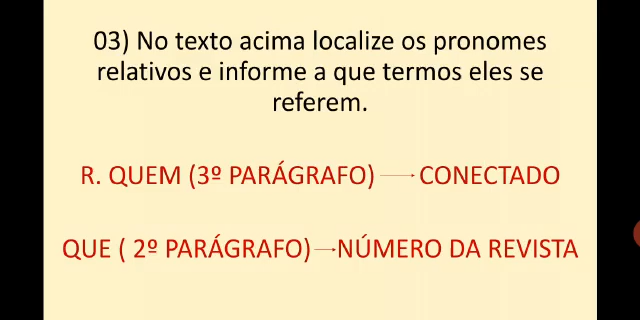 03) No texto acima localize os pronomes
relativos e informe a que termos eles se
referem.
R. QUEM (3º PARÁGRAFO) → CONECTADO
QUE ( 2º PARÁGRAFO)→NÚMERO DA REVISTA